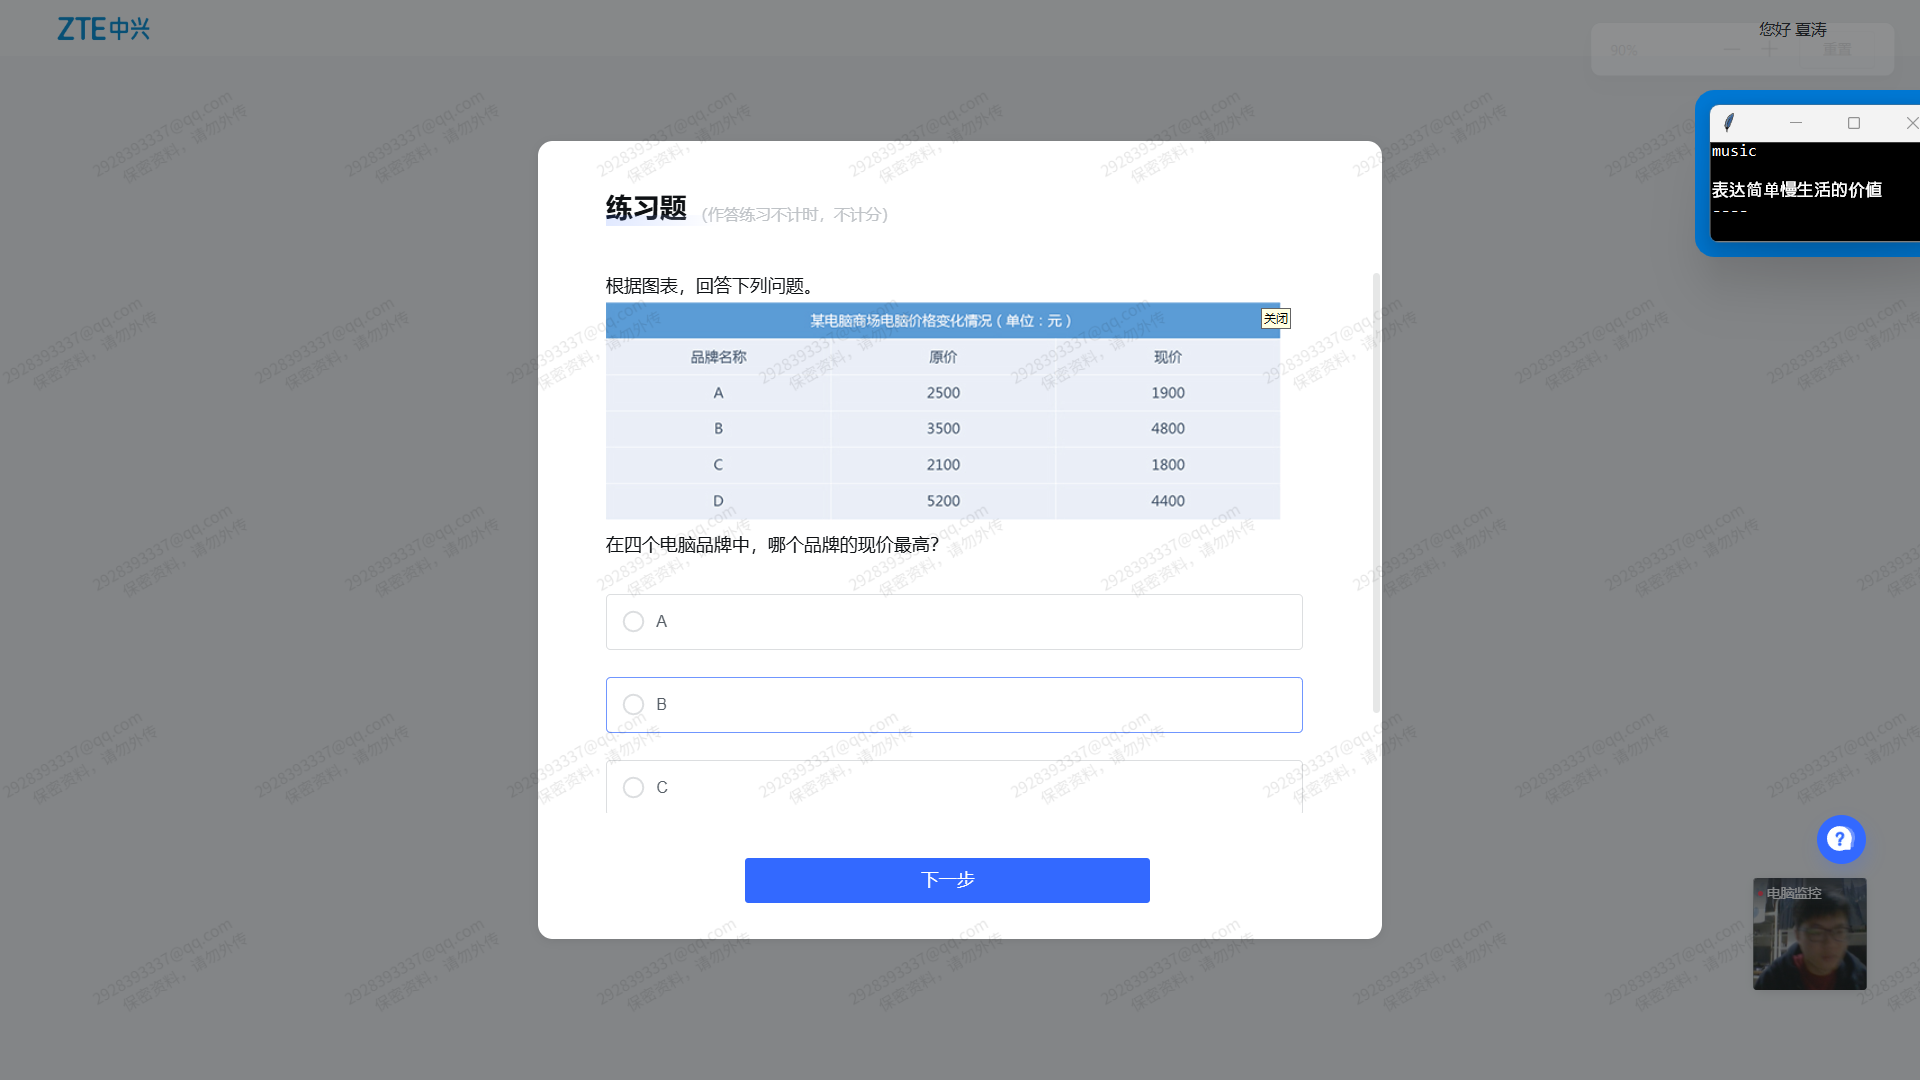 ZTE中兴
您好 夏涛
90%
重置
music
表达简单慢生活的价值
----
练习题 (作答练习不计时，不计分)
根据图表，回答下列问题。
某电脑商场电脑价格变化情况（单位：元）
关闭
品牌名称 原价 现价
A 2500 1900
B 3500 4800
C 2100 1800
D 5200 4400
在四个电脑品牌中，哪个品牌的现价最高？
A
B
C
下一步
电脑监控
2928393337@qq.com
保密资料，请勿外传